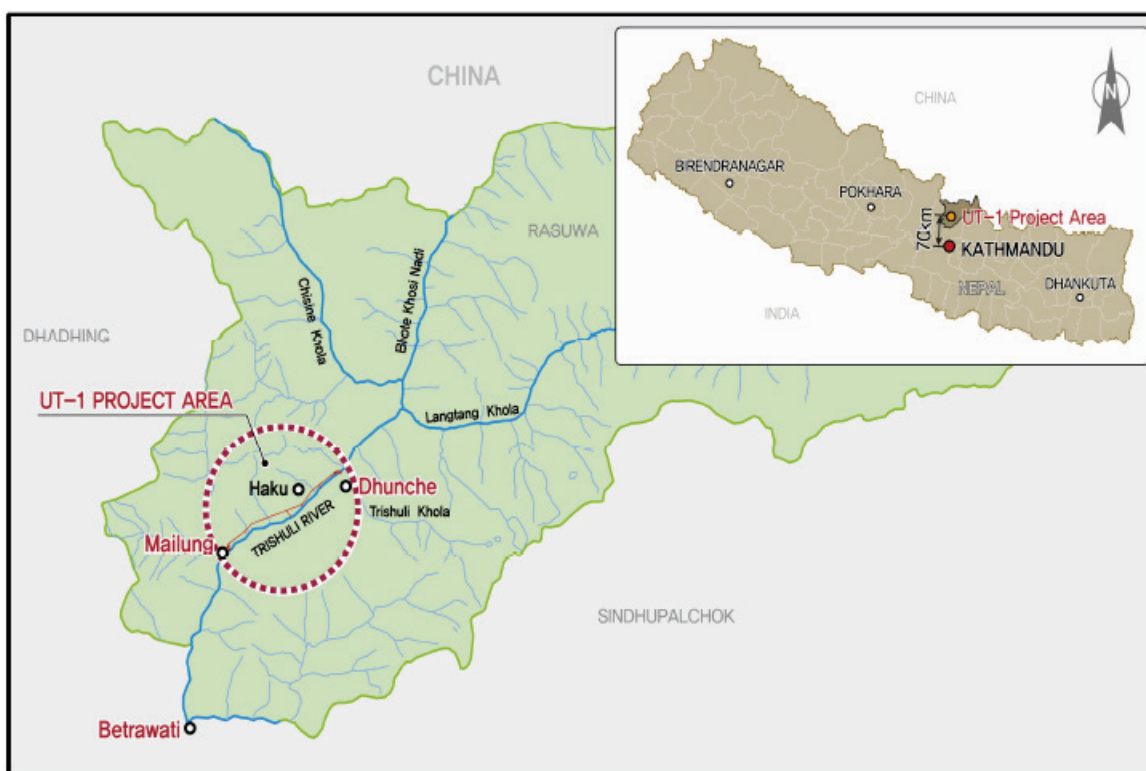 CHINA
RASUWA
Chisine Khola
Bhote Khosi Nadi
DHADHING
UT-1 PROJECT AREA
Langtang Khola
Haku
Dhunche
TRISHULI RIVER
Trishuli Khola
Mailung
SINDHUPALCHOK
Betrawati
N
CHINA
BIRENDRANAGAR
POKHARA
UT-1 Project Area
70km
KATHMANDU
NEPAL
DHANKUTA
INDIA